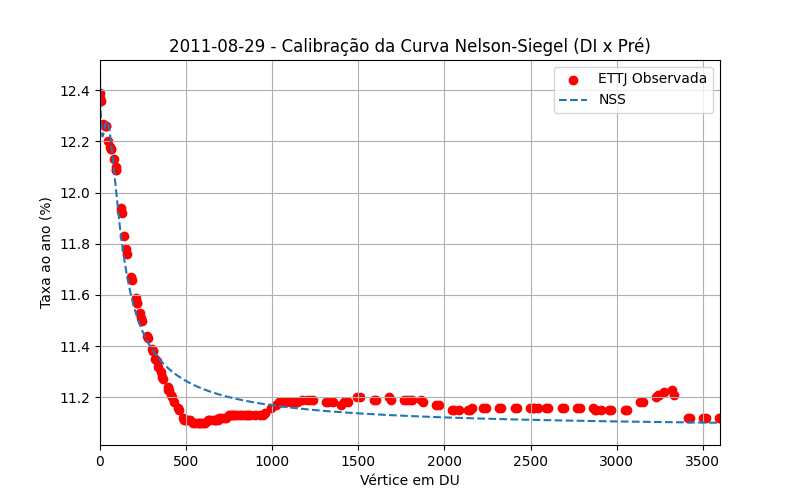 2011-08-29 - Calibração da Curva Nelson-Siegel (DI x Pré)
ETTJ Observada
NSS
Taxa ao ano (%)
12.4
12.2
12.0
11.8
11.6
11.4
11.2
0 500 1000 1500 2000 2500 3000 3500
Vértice em DU